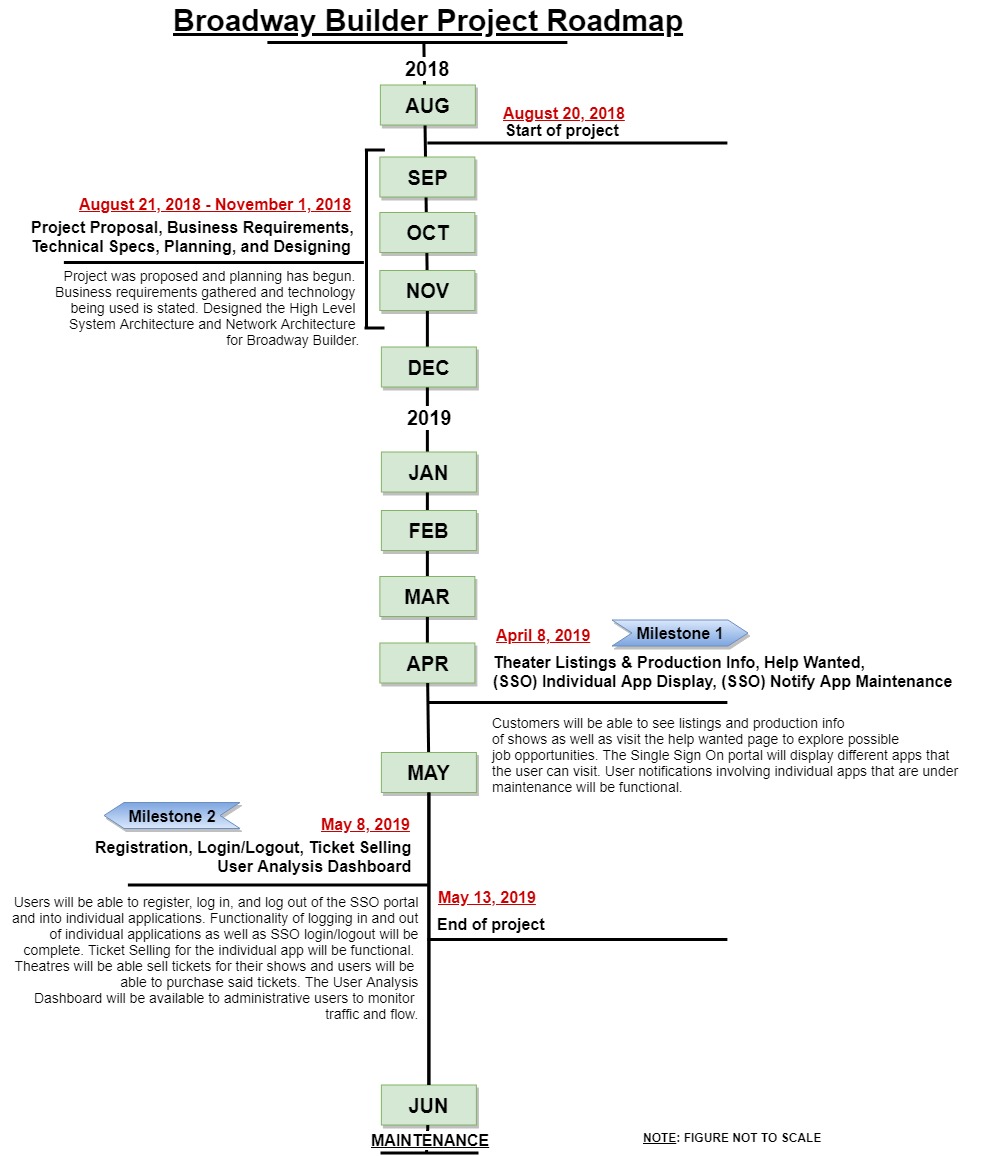 Broadway Builder Project Roadmap
2018
AUG
August 20, 2018
Start of project
SEP
August 21, 2018 - November 1, 2018
Project Proposal, Business Requirements,
Technical Specs, Planning, and Designing
OCT
Project was proposed and planning has begun.
Business requirements gathered and technology
being used is stated. Designed the High Level
System Architecture and Network Architecture
for Broadway Builder.
NOV
DEC
2019
JAN
FEB
MAR
APR
April 8, 2019
Milestone 1
Theater Listings & Production Info, Help Wanted,
(SSO) Individual App Display, (SSO) Notify App Maintenance
Customers will be able to see listings and production info
of shows as well as visit the help wanted page to explore possible
job opportunities. The Single Sign On portal will display different apps that
the user can visit. User notifications involving individual apps that are under
maintenance will be functional.
MAY
Milestone 2
May 8, 2019
Registration, Login/Logout, Ticket Selling
User Analysis Dashboard
Users will be able to register, log in, and log out of the SSO portal
and into individual applications. Functionality of logging in and out
of individual applications as well as SSO login/logout will be
complete. Ticket Selling for the individual app will be functional.
Theatres will be able sell tickets for their shows and users will be
able to purchase said tickets. The User Analysis
Dashboard will be available to administrative users to monitor
traffic and flow.
May 13, 2019
End of project
JUN
MAINTENANCE
NOTE: FIGURE NOT TO SCALE